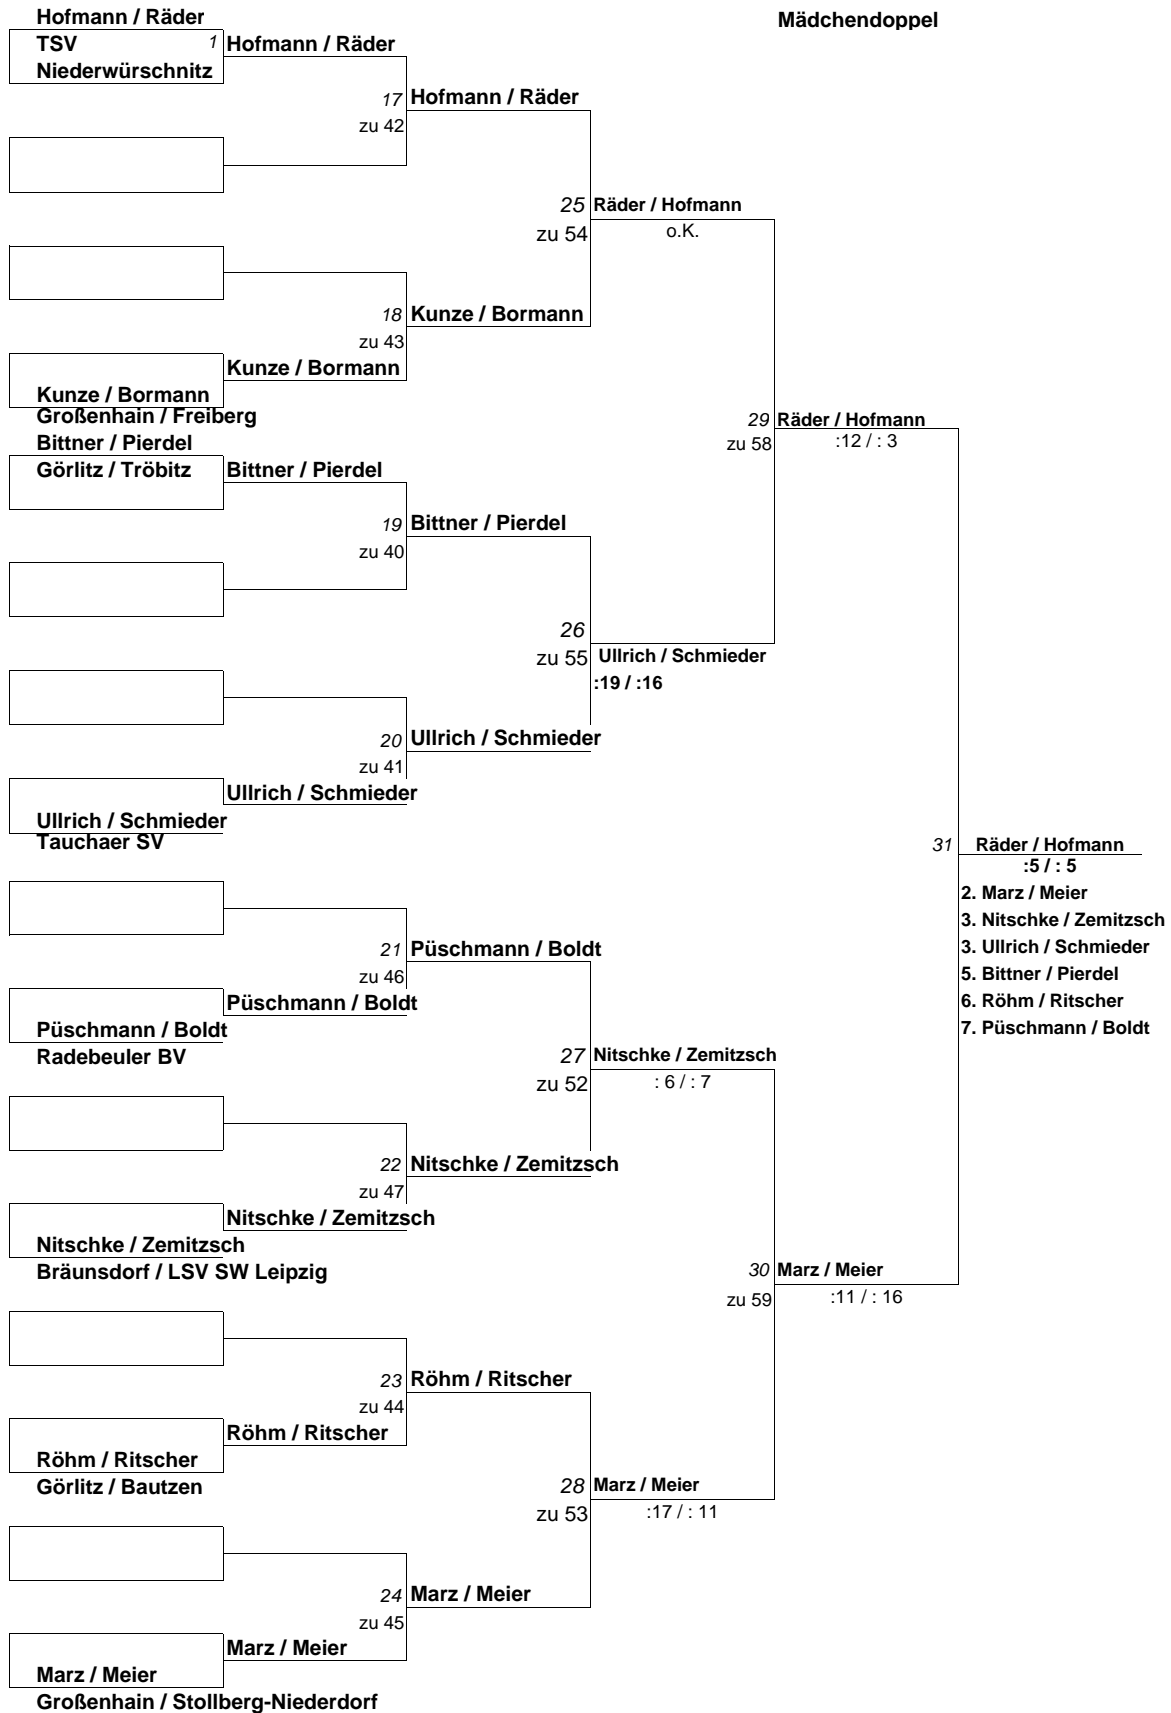 Hofmann / Räder
Mädchendoppel
TSV
1
Hofmann / Räder
Niederwürschnitz
17
Hofmann / Räder
zu 42
25
Räder / Hofmann
zu 54
o.K.
18
Kunze / Bormann
zu 43
Kunze / Bormann
Kunze / Bormann
Großenhain / Freiberg
29
Räder / Hofmann
zu 58
:12 / : 3
Bittner / Pierdel
Görlitz / Tröbitz
Bittner / Pierdel
19
Bittner / Pierdel
zu 40
26
zu 55
Ullrich / Schmieder
:19 / :16
20
Ullrich / Schmieder
zu 41
Ullrich / Schmieder
Ullrich / Schmieder
Tauchaer SV
31
Räder / Hofmann
:5 / : 5
2. Marz / Meier
3. Nitschke / Zemitzsch
3. Ullrich / Schmieder
5. Bittner / Pierdel
6. Röhm / Ritscher
7. Püschmann / Boldt
21
Püschmann / Boldt
zu 46
Püschmann / Boldt
Püschmann / Boldt
Radebeuler BV
27
Nitschke / Zemitzsch
zu 52
: 6 / : 7
22
Nitschke / Zemitzsch
zu 47
Nitschke / Zemitzsch
Nitschke / Zemitzsch
Bräunsdorf / LSV SW Leipzig
30
Marz / Meier
zu 59
:11 / : 16
23
Röhm / Ritscher
zu 44
Röhm / Ritscher
Röhm / Ritscher
Görlitz / Bautzen
28
Marz / Meier
zu 53
:17 / : 11
24
Marz / Meier
zu 45
Marz / Meier
Marz / Meier
Großenhain / Stollberg-Niederdorf